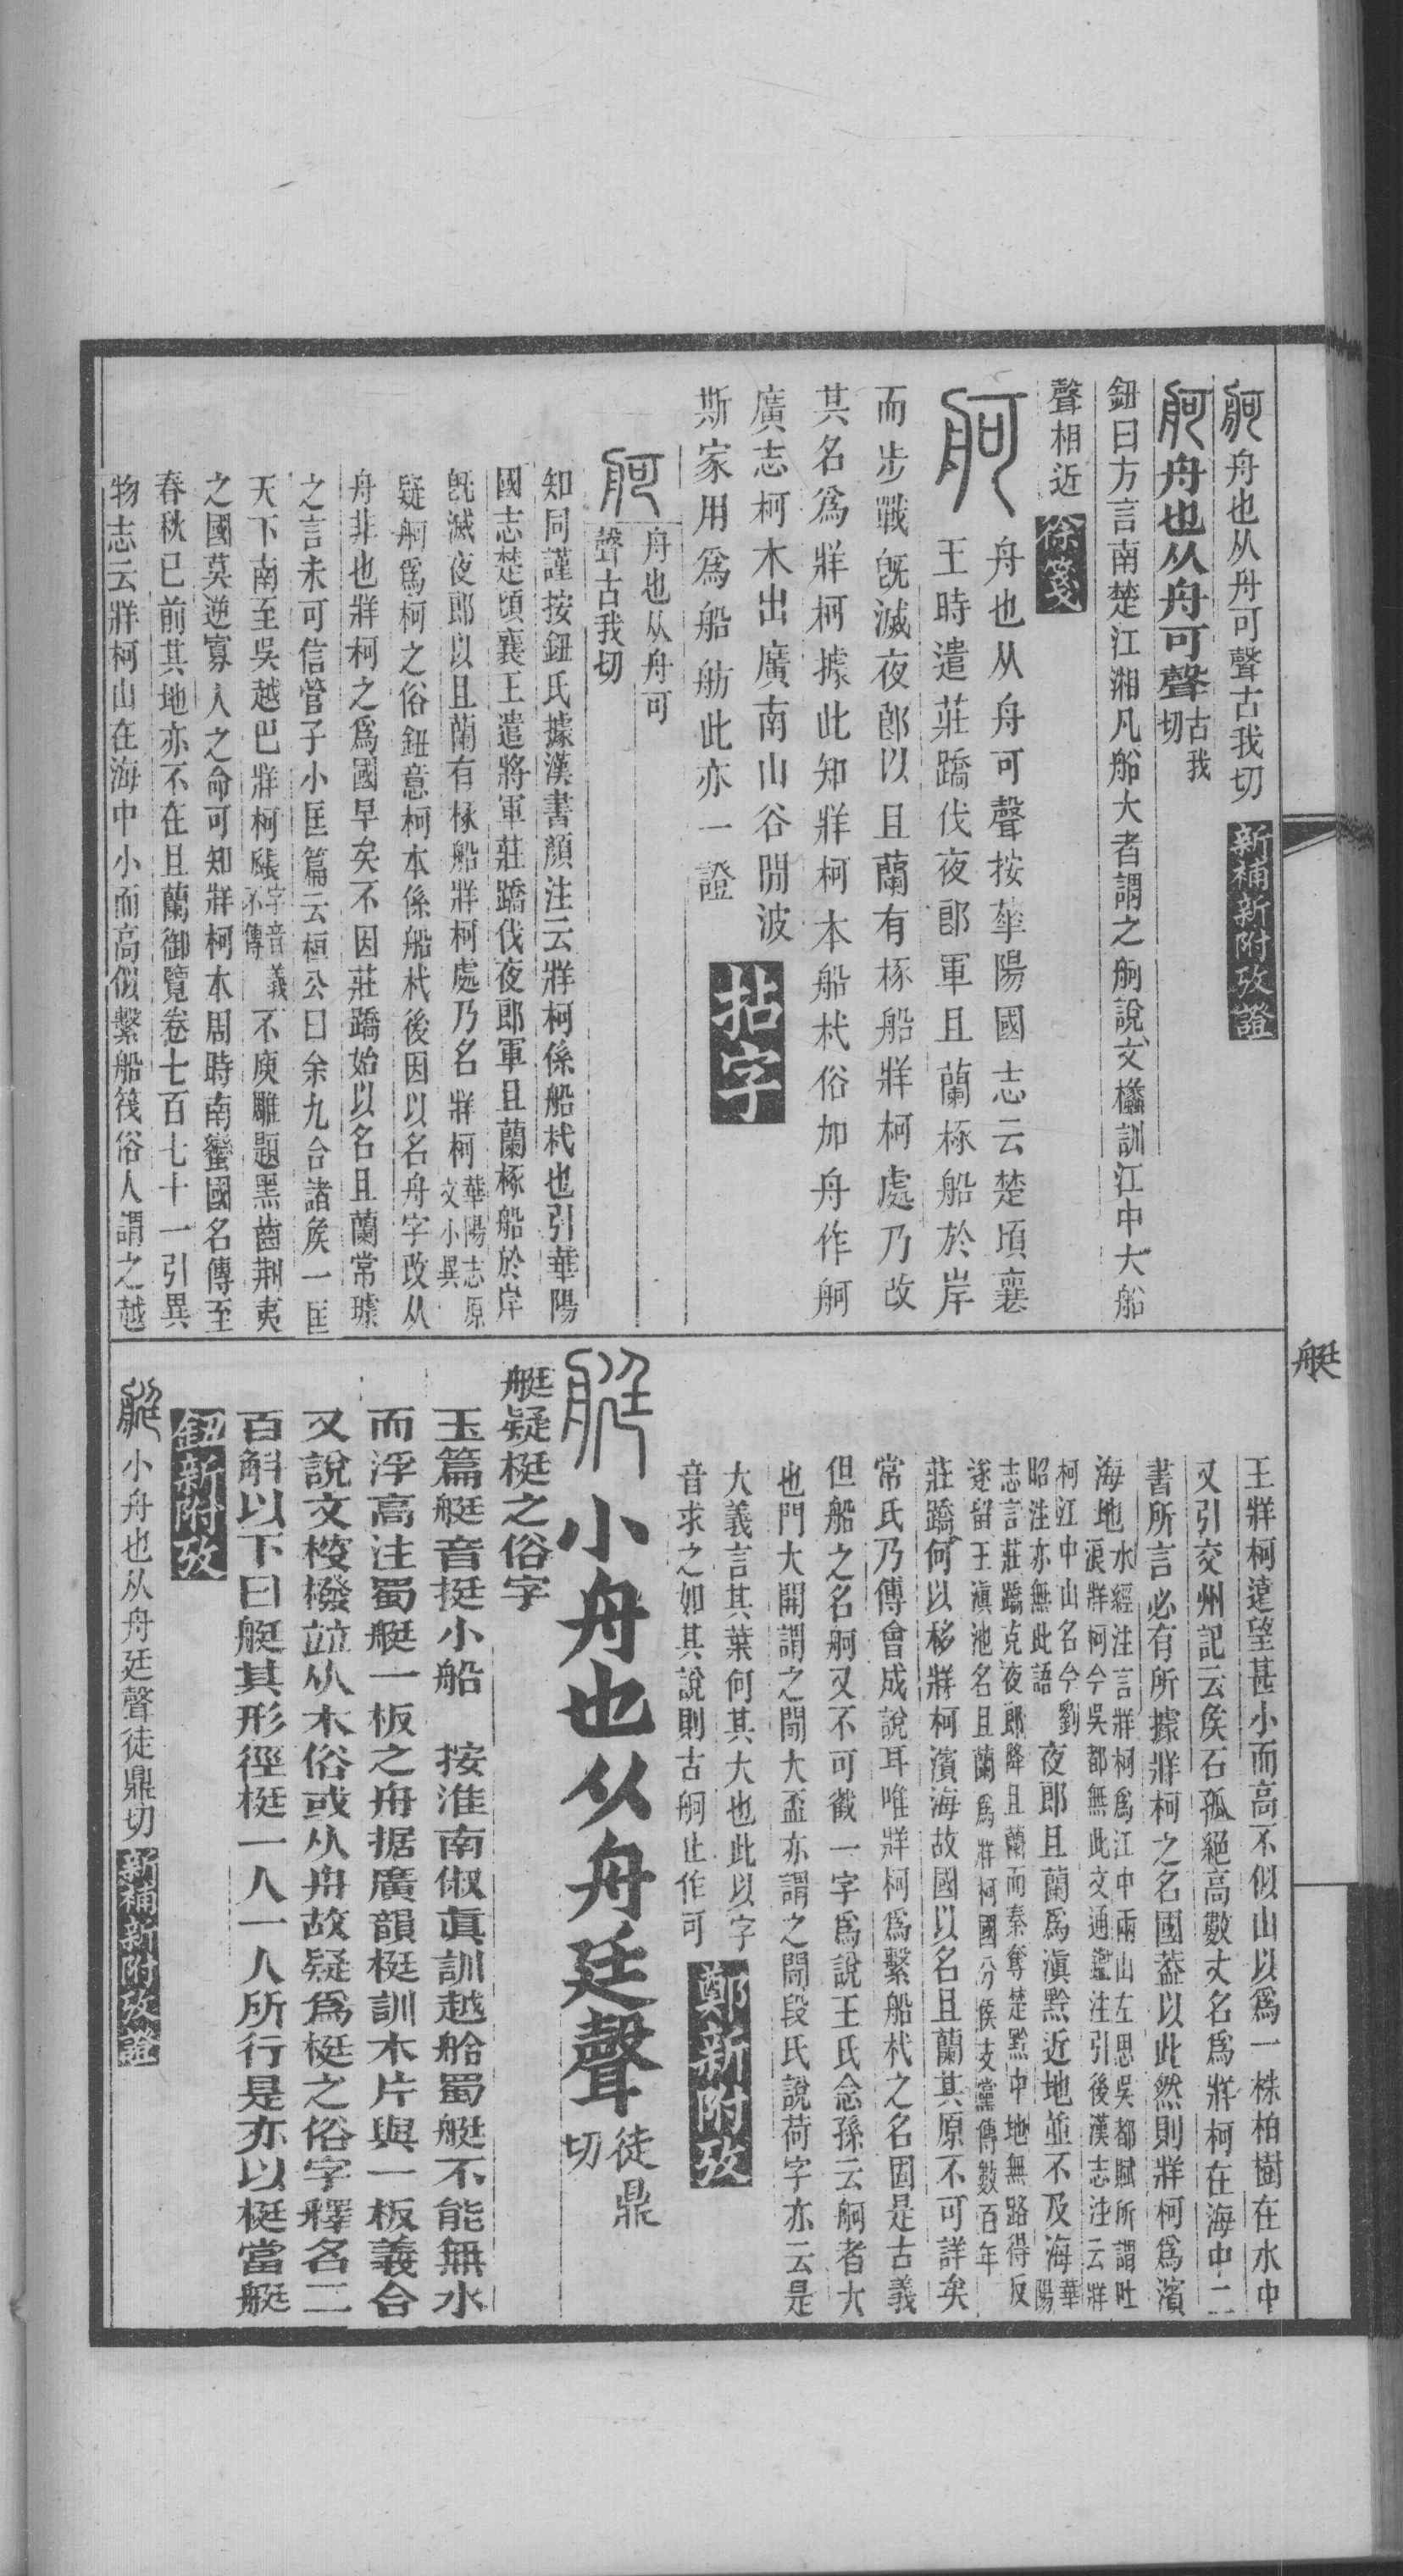 舸舟也从舟可聲古我切新補新附攷證
舸舟也从舟可聲古我切
鈕曰方言南楚江湘凡船大者謂之舸說文欚訓江中大船
聲相近徐箋
舸舟也从舟可聲按華陽國志云楚頃襄
王時遣莊蹻伐夜郎軍且蘭椓船於岸
而步戰旣滅夜郎以且蘭有椓船牂柯處乃改
其名爲牂柯據此知牂柯本船杙俗加舟作舸
廣志柯木出廣南山谷閒波
斯家用爲船舫此亦一證拈字
舸舟也从舟可
聲古我切
知同謹按鈕氏據漢書顏注云牂柯係船杙也引華陽
國志楚頃襄王遣將軍莊蹻伐夜郎軍且蘭椓船於岸
旣滅夜郎以且蘭有椓船牂柯處乃名牂柯華陽志原文小異
疑舸爲柯之俗鈕意柯本係船杙後因以名舟字改从
舟非也牂柯之爲國早矣不因莊蹻始以名且蘭常璩
之言未可信管子小匡篇云桓公曰余九合諸矦一匡
天下南至吳越巴牂柯𤬏字音義不傳不庾雕題黑齒荆夷
之國莫逆寡人之命可知牂柯本周時南蠻國名傳至
春秋已前其地亦不在且蘭御覽卷七百七十一引異
物志云牂柯山在海中小而高似繫船筏俗人謂之越
王牂柯遠望甚小而高不似山以爲一株柏樹在水中
又引交州記云矦石孤絕高數丈名爲牂柯在海中二
書所言必有所據牂柯之名國葢以此然則牂柯爲濱
海地水經注言牂柯爲江中兩山左思吳都賦所謂吐浪牂柯今吳都無此文通鑑注引後漢志注云牂
柯江中山名今劉昭注亦無此語夜郎且蘭爲滇黔近地並不及海華陽
志言莊蹻克夜郎降且蘭而秦奪楚黔中地無路得反遂留王滇池名且蘭爲牂柯國分矦支黨傳數百年
莊蹻何以移牂柯濱海故國以名且蘭其原不可詳矣
常氏乃傅會成說耳唯牂柯爲繫船杙之名固是古義
但船之名舸又不可截一字爲說王氏念孫云舸者大
也門大開謂之閜大盃亦謂之閜段氏說荷字亦云是
大義言其葉何其大也此以字
音求之如其說則古舸止作可鄭新附攷
艇小舟也从舟廷聲徒鼎切
艇疑梃之俗字
玉篇艇音挺小船　按淮南俶眞訓越舲蜀艇不能無水
而浮高注蜀艇一板之舟据廣韻梃訓木片與一板義合
又說文椄橃竝从木俗或从舟故疑爲梃之俗字釋名二
百斛以下曰艇其形徑梃一人一人所行是亦以梃當艇
鈕新附攷
艇小舟也从舟廷聲徒鼎切新補新附攷證
艇